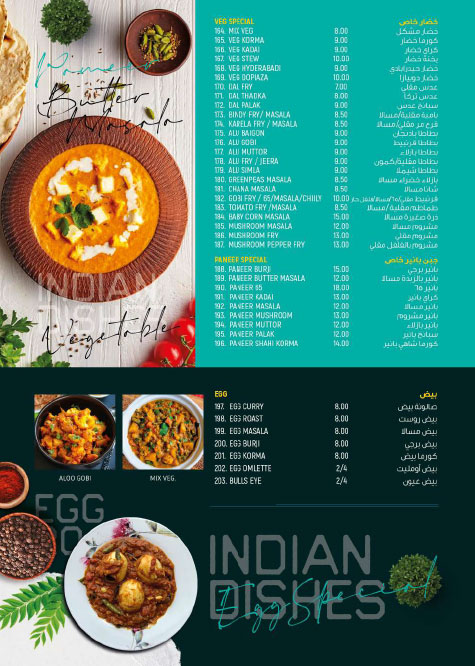 Paneer
Butter
Masala
INDIAN
DISHES
Vegetable
VEG SPECIAL خضار خاص
164. MIX VEG 8.00 خضار مشكل
165. VEG KORMA 9.00 كورما خضار
166. VEG KADAI 9.00 كراي خضار
167. VEG STEW 10.00 يخنة خضار
168. VEG HYDERABADI 9.00 خضار حيدرابادي
169. VEG DOPIAZA 10.00 خضار دوبيازا
170. DAL FRY 7.00 عدس مقلي
171. DAL THADKA 8.00 عدس تركا
172. DAL PALAK 9.00 سبانخ عدس
173. BINDY FRY/ MASALA 8.50 بامية مقلية/مسالا
174. KARELA FRY / MASALA 8.50 قرع مر مقلي/مسالا
175. ALU BAIGON 9.00 بطاطا باذنجان
176. ALU GOBI 9.00 بطاطا قرنبيط
177. ALU MUTTOR 9.00 بطاطا بازلاء
178. ALU FRY / JEERA 9.00 بطاطا مقلية/كمون
179. ALU SIMLA 9.00 بطاطا شيملا
180. GREENPEAS MASALA 8.50 بازلاء خضراء مسالا
181. CHANA MASALA 8.50 شانا مسالا
182. GOBI FRY / 65/MASALA/CHILLY 10.00 قرنبيط مقلي/٦٥/مسالا/فلفل حار
183. TOMATO FRY /MASALA 8.50 طماطم مقلية/مسالا
184. BABY CORN MASALA 15.00 ذرة صغيرة مسالا
185. MUSHROOM MASALA 12.00 مشروم مسالا
186. MUSHROOM FRY 12.00 مشروم مقلي
187. MUSHROOM PEPPER FRY 13.00 مشروم بالفلفل مقلي
PANEER SPECIAL جبن بانير خاص
188. PANEER BURJI 15.00 بانير برجي
189. PANEER BUTTER MASALA 12.00 بانير بالزبدة مسالا
190. PANEER 65 18.00 بانير ٦٥
191. PANEER KADAI 13.00 كراي بانير
192. PANEER MASALA 12.00 بانير مسالا
193. PANEER MUSHROOM 13.00 بانير مشروم
194. PANEER MUTTOR 12.00 بانير بازلاء
195. PANEER PALAK 12.00 سبانخ بانير
196. PANEER SHAHI KORMA 14.00 كورما شاهي بانير
EGG بيض
197. EGG CURRY 8.00 صالونة بيض
198. EGG ROAST 8.00 بيض روست
199. EGG MASALA 8.00 بيض مسالا
200. EGG BURJI 8.00 بيض برجي
201. EGG KORMA 8.00 كورما بيض
202. EGG OMLETTE 2/4 بيض أومليت
203. BULLS EYE 2/4 بيض عيون
ALOO GOBI
MIX VEG.
EGG
INDIAN
DISHES
Egg Special